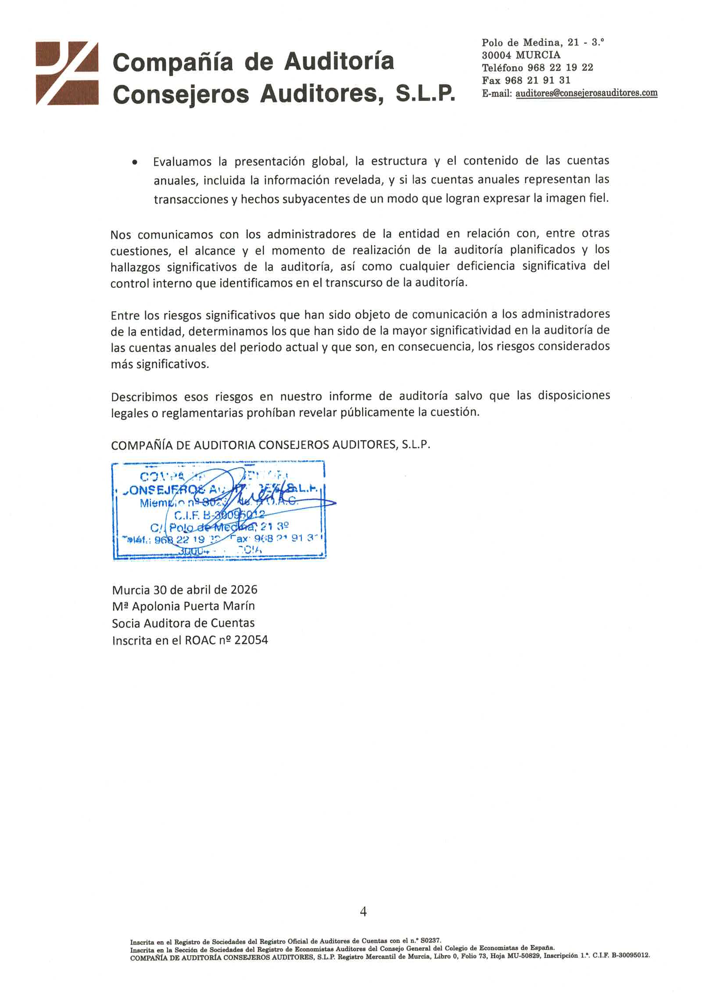 Compañía de Auditoría
Consejeros Auditores, S.L.P.
Polo de Medina, 21 - 3.º
30004 MURCIA
Teléfono 968 22 19 22
Fax 968 21 91 31
E-mail: auditores@consejerosauditores.com
• Evaluamos la presentación global, la estructura y el contenido de las cuentas
anuales, incluida la información revelada, y si las cuentas anuales representan las
transacciones y hechos subyacentes de un modo que logran expresar la imagen fiel.
Nos comunicamos con los administradores de la entidad en relación con, entre otras
cuestiones, el alcance y el momento de realización de la auditoría planificados y los
hallazgos significativos de la auditoría, así como cualquier deficiencia significativa del
control interno que identificamos en el transcurso de la auditoría.
Entre los riesgos significativos que han sido objeto de comunicación a los administradores
de la entidad, determinamos los que han sido de la mayor significatividad en la auditoría de
las cuentas anuales del periodo actual y que son, en consecuencia, los riesgos considerados
más significativos.
Describimos esos riesgos en nuestro informe de auditoría salvo que las disposiciones
legales o reglamentarias prohíban revelar públicamente la cuestión.
COMPAÑÍA DE AUDITORIA CONSEJEROS AUDITORES, S.L.P.
CONSEJEROS S.L.P.
Miembro nº
C.I.F. B-30095012
C/. Polo de Medina, 21 3º
Teléf.: 968 22 19 Fax: 968 21 91 31
30004
Murcia 30 de abril de 2026
Mª Apolonia Puerta Marín
Socia Auditora de Cuentas
Inscrita en el ROAC nº 22054
4
Inscrita en el Registro de Sociedades del Registro Oficial de Auditores de Cuentas con el n.º S0237.
Inscrita en la Sección de Sociedades del Registro de Economistas Auditores del Consejo General del Colegio de Economistas de España.
COMPAÑÍA DE AUDITORÍA CONSEJEROS AUDITORES, S.L.P. Registro Mercantil de Murcia, Libro 0, Folio 73, Hoja MU-50829, Inscripción 1.ª. C.I.F. B-30095012.